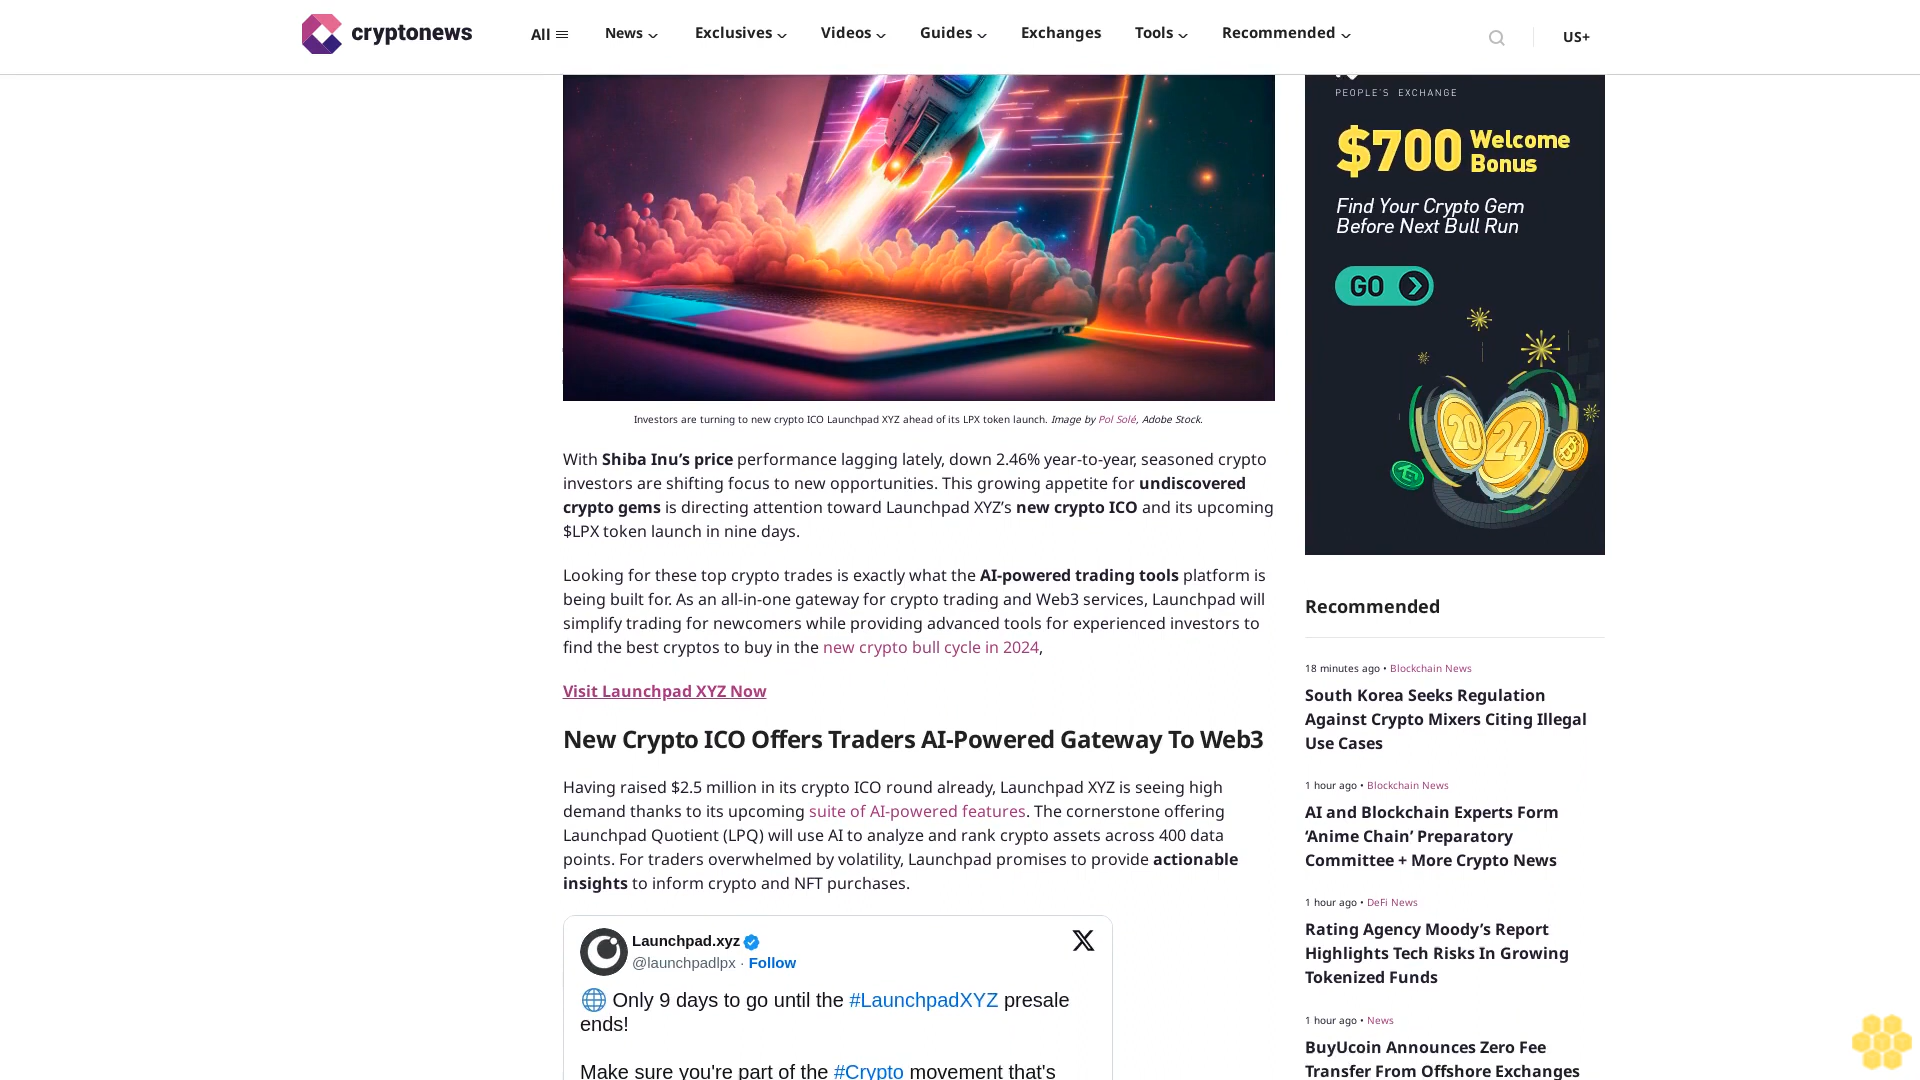 cryptonews
All
News
Exclusives
Videos
Guides
Exchanges
Tools
Recommended
US+
Investors are turning to new crypto ICO Launchpad XYZ ahead of its LPX token launch. Image by Pol Solé, Adobe Stock.
With Shiba Inu’s price performance lagging lately, down 2.46% year-to-year, seasoned crypto
investors are shifting focus to new opportunities. This growing appetite for undiscovered
crypto gems is directing attention toward Launchpad XYZ’s new crypto ICO and its upcoming
$LPX token launch in nine days.
Looking for these top crypto trades is exactly what the AI-powered trading tools platform is
being built for. As an all-in-one gateway for crypto trading and Web3 services, Launchpad will
simplify trading for newcomers while providing advanced tools for experienced investors to
find the best cryptos to buy in the new crypto bull cycle in 2024,
Visit Launchpad XYZ Now
New Crypto ICO Offers Traders AI-Powered Gateway To Web3
Having raised $2.5 million in its crypto ICO round already, Launchpad XYZ is seeing high
demand thanks to its upcoming suite of AI-powered features. The cornerstone offering
Launchpad Quotient (LPQ) will use AI to analyze and rank crypto assets across 400 data
points. For traders overwhelmed by volatility, Launchpad promises to provide actionable
insights to inform crypto and NFT purchases.
Launchpad.xyz
@launchpadlpx · Follow
Only 9 days to go until the #LaunchpadXYZ presale
ends!
Make sure you're part of the #Crypto movement that's
PEOPLE'S EXCHANGE
$700 Welcome
Bonus
Find Your Crypto Gem
Before Next Bull Run
GO
20 24
Recommended
18 minutes ago • Blockchain News
South Korea Seeks Regulation
Against Crypto Mixers Citing Illegal
Use Cases
1 hour ago • Blockchain News
AI and Blockchain Experts Form
‘Anime Chain’ Preparatory
Committee + More Crypto News
1 hour ago • DeFi News
Rating Agency Moody’s Report
Highlights Tech Risks In Growing
Tokenized Funds
1 hour ago • News
BuyUcoin Announces Zero Fee
Transfer From Offshore Exchanges